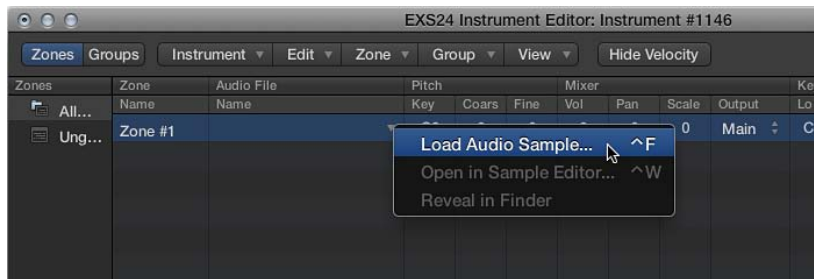 EXS24 Instrument Editor: Instrument #1146
Zones Groups Instrument Edit Zone Group View Hide Velocity
Zones Zone Audio File Pitch Mixer Ke
Name Name Key Coars Fine Vol Pan Scale Output Lo
All...
Zone #1 0 Main C
Ung...
Load Audio Sample... ^F
Open in Sample Editor... ^W
Reveal in Finder